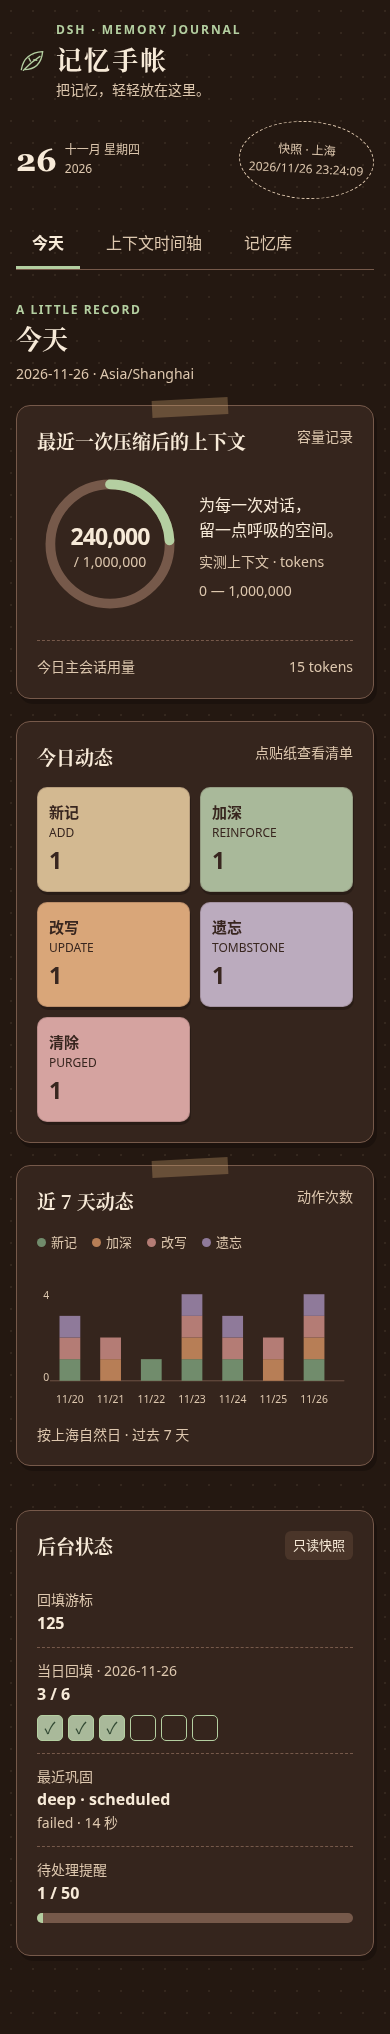 DSH · MEMORY JOURNAL
记忆手帐
把记忆，轻轻放在这里。
26
十一月 星期四
2026
快照 · 上海
2026/11/26 23:24:09
今天
上下文时间轴
记忆库
A LITTLE RECORD
今天
2026-11-26 · Asia/Shanghai
最近一次压缩后的上下文
容量记录
240,000
/ 1,000,000
为每一次对话，
留一点呼吸的空间。
实测上下文 · tokens
0 — 1,000,000
今日主会话用量
15 tokens
今日动态
点贴纸查看清单
新记
ADD
1
加深
REINFORCE
1
改写
UPDATE
1
遗忘
TOMBSTONE
1
清除
PURGED
1
近 7 天动态
动作次数
新记
加深
改写
遗忘
4
0
11/20 11/21 11/22 11/23 11/24 11/25 11/26
按上海自然日 · 过去 7 天
后台状态
只读快照
回填游标
125
当日回填 · 2026-11-26
3 / 6
✓ ✓ ✓
最近巩固
deep · scheduled
failed · 14 秒
待处理提醒
1 / 50